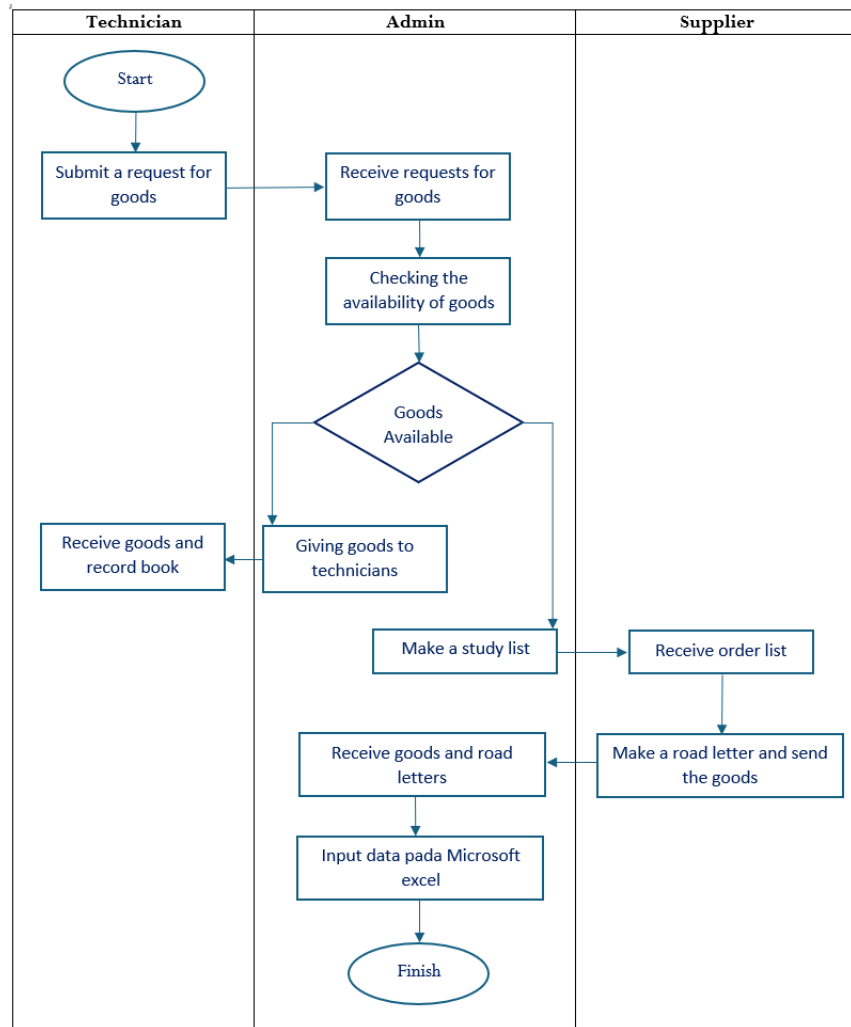 Technician
Admin
Supplier
Start
Submit a request for
goods
Receive requests for
goods
Checking the
availability of goods
Goods
Available
Receive goods and
record book
Giving goods to
technicians
Make a study list
Receive order list
Receive goods and road
letters
Make a road letter and send
the goods
Input data pada Microsoft
excel
Finish